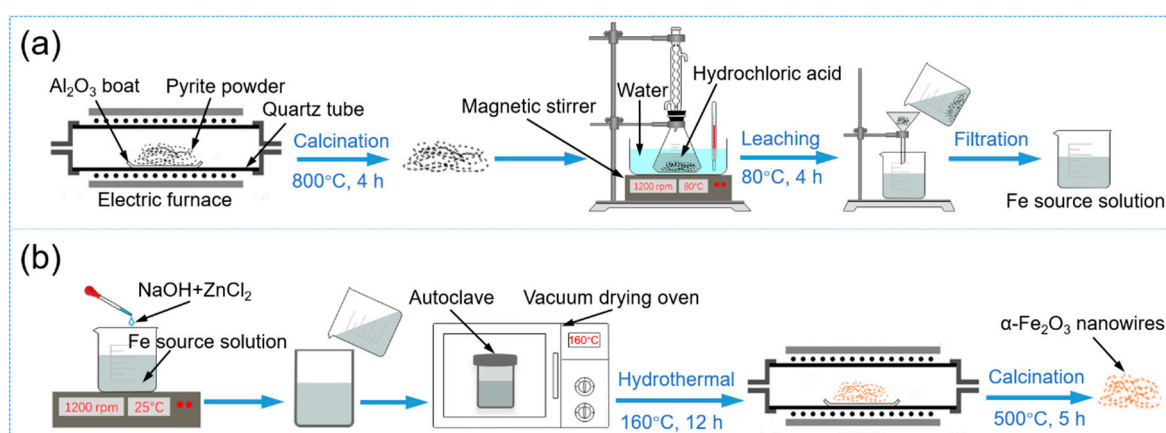 (a)
Al₂O₃ boat
Pyrite powder
Quartz tube
Electric furnace
Calcination
800°C, 4 h
Magnetic stirrer
Water
Hydrochloric acid
1200 rpm
80°C
Leaching
80°C, 4 h
Filtration
Fe source solution
(b)
NaOH+ZnCl₂
Fe source solution
1200 rpm
25°C
Autoclave
Vacuum drying oven
160°C
Hydrothermal
160°C, 12 h
Calcination
500°C, 5 h
α-Fe₂O₃ nanowires